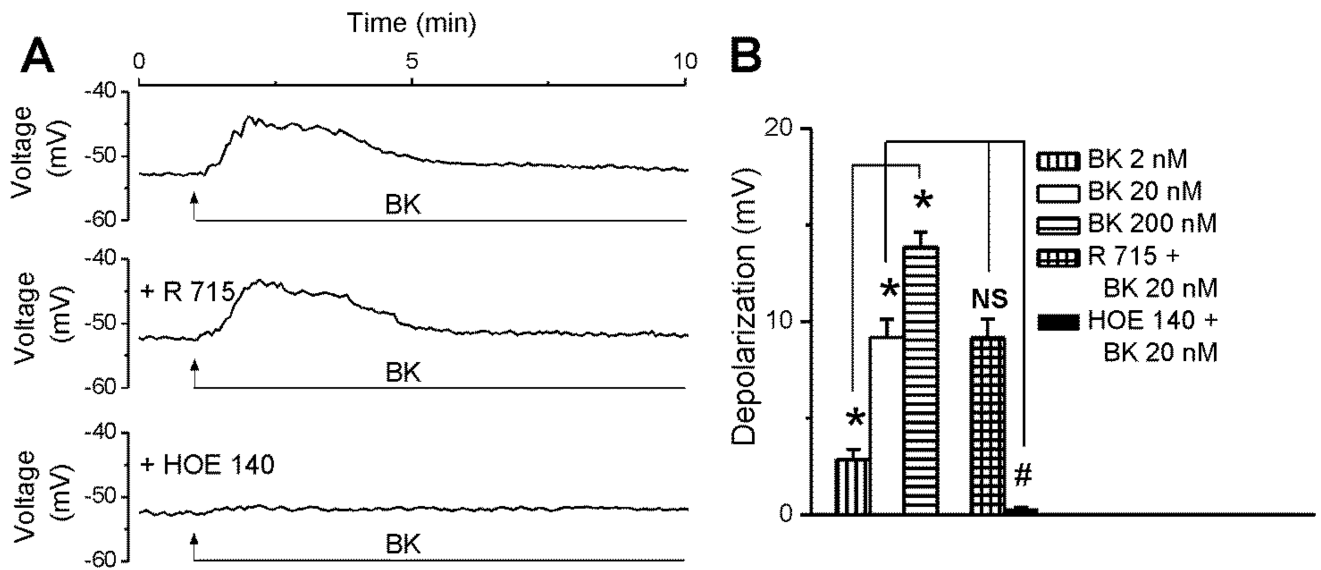 A
Time (min)
0 5 10
Voltage
(mV)
-40
-50
-60
BK
Voltage
(mV)
-40
-50
-60
+ R 715
BK
Voltage
(mV)
-40
-50
-60
+ HOE 140
BK
B
Depolarization (mV)
20
10
0
*
*
*
NS
#
BK 2 nM
BK 20 nM
BK 200 nM
R 715 +
BK 20 nM
HOE 140 +
BK 20 nM